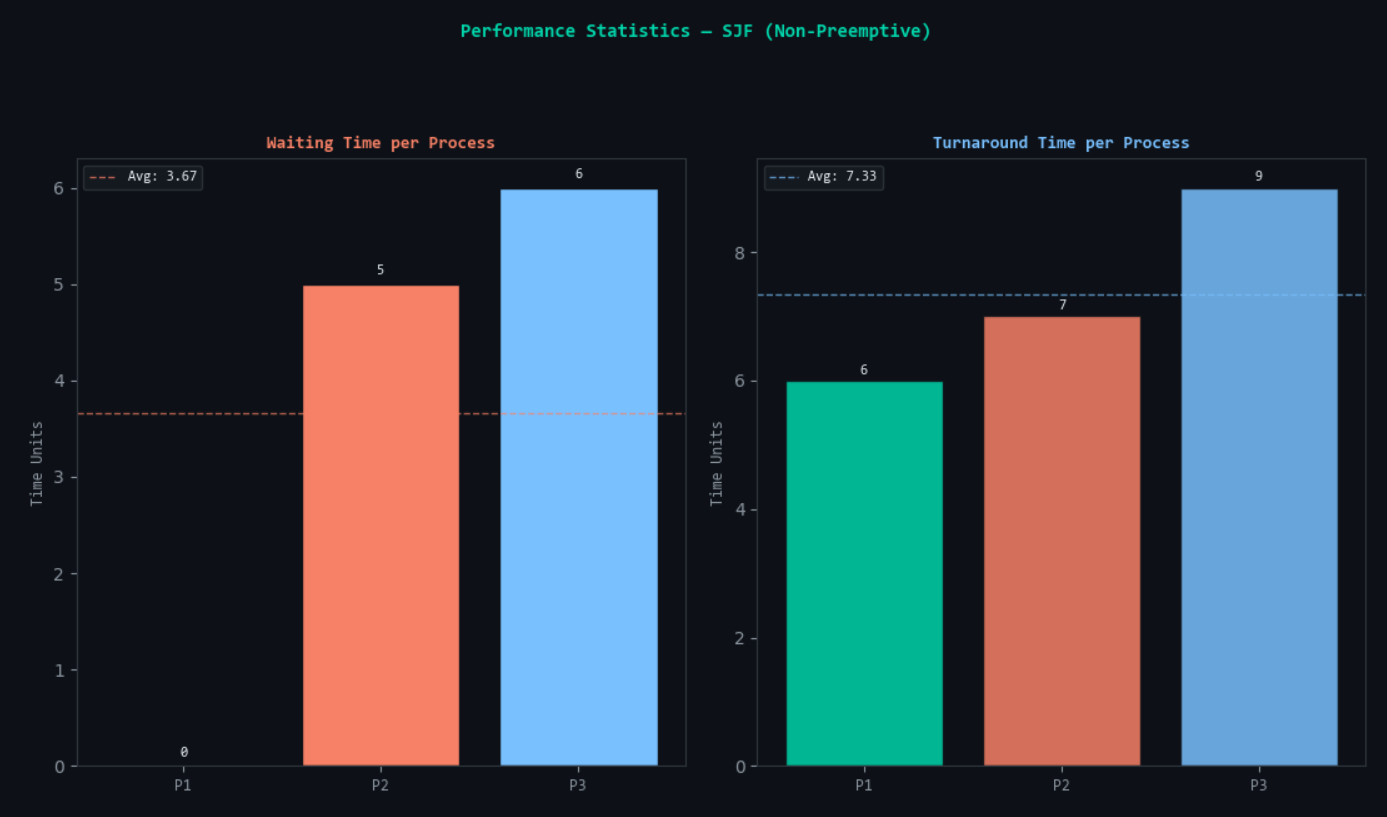 Performance Statistics — SJF (Non-Preemptive)
Waiting Time per Process
Avg: 3.67
Time Units
6
5
4
3
2
1
0
0
5
6
P1
P2
P3
Turnaround Time per Process
Avg: 7.33
Time Units
8
6
4
2
0
6
7
9
P1
P2
P3